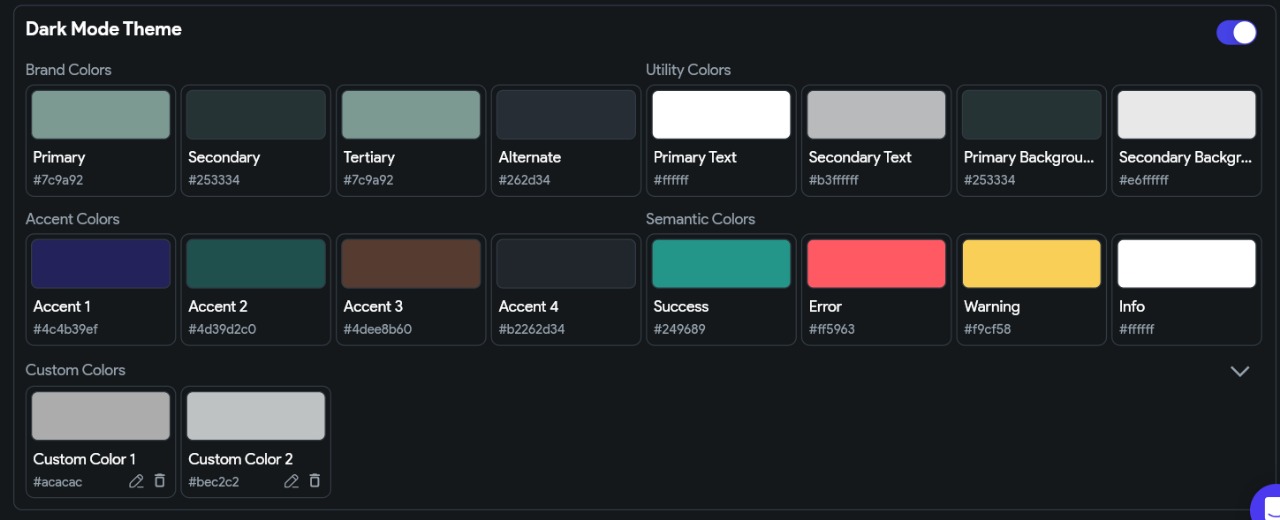 Dark Mode Theme
Brand Colors
Utility Colors
Primary
#7c9a92
Secondary
#253334
Tertiary
#7c9a92
Alternate
#262d34
Primary Text
#ffffff
Secondary Text
#b3ffffff
Primary Backgrou...
#253334
Secondary Backgr...
#e6ffffff
Accent Colors
Semantic Colors
Accent 1
#4c4b39ef
Accent 2
#4d39d2c0
Accent 3
#4dee8b60
Accent 4
#b2262d34
Success
#249689
Error
#ff5963
Warning
#f9cf58
Info
#ffffff
Custom Colors
Custom Color 1
#acacac
Custom Color 2
#bec2c2